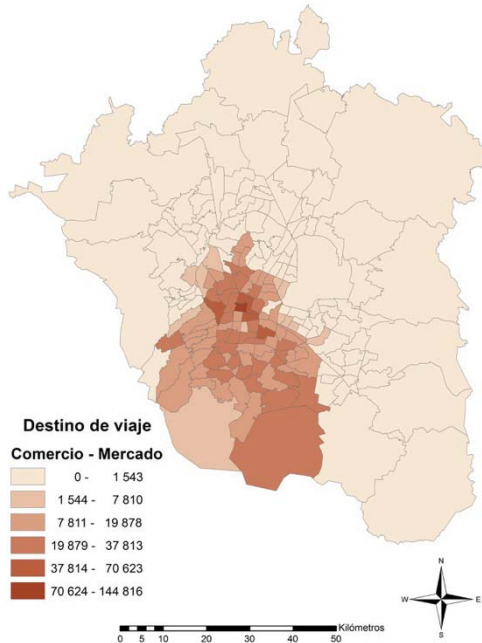 Destino de viaje
Comercio - Mercado
0 - 1 543
1 544 - 7 810
7 811 - 19 878
19 879 - 37 813
37 814 - 70 623
70 624 - 144 816
N
W E
S
Kilómetros
0 2 5 10 20 30 40 50